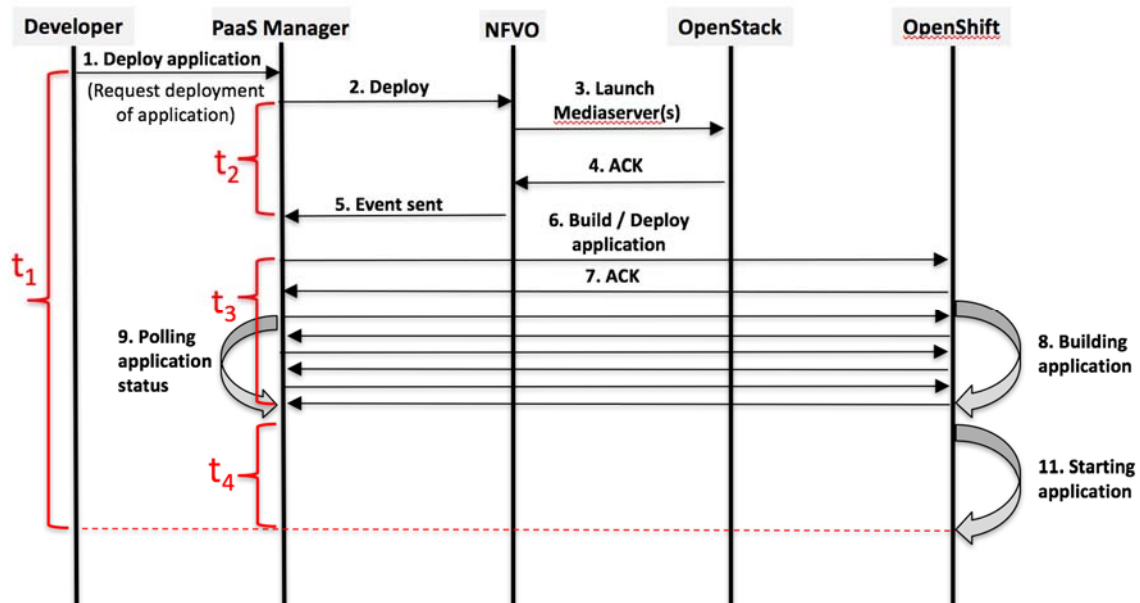 Developer
PaaS Manager
NFVO
OpenStack
OpenShift
1. Deploy application
(Request deployment
of application)
2. Deploy
3. Launch
Mediaserver(s)
t2
4. ACK
5. Event sent
6. Build / Deploy
application
t1
7. ACK
t3
9. Polling
application
status
8. Building
application
t4
11. Starting
application